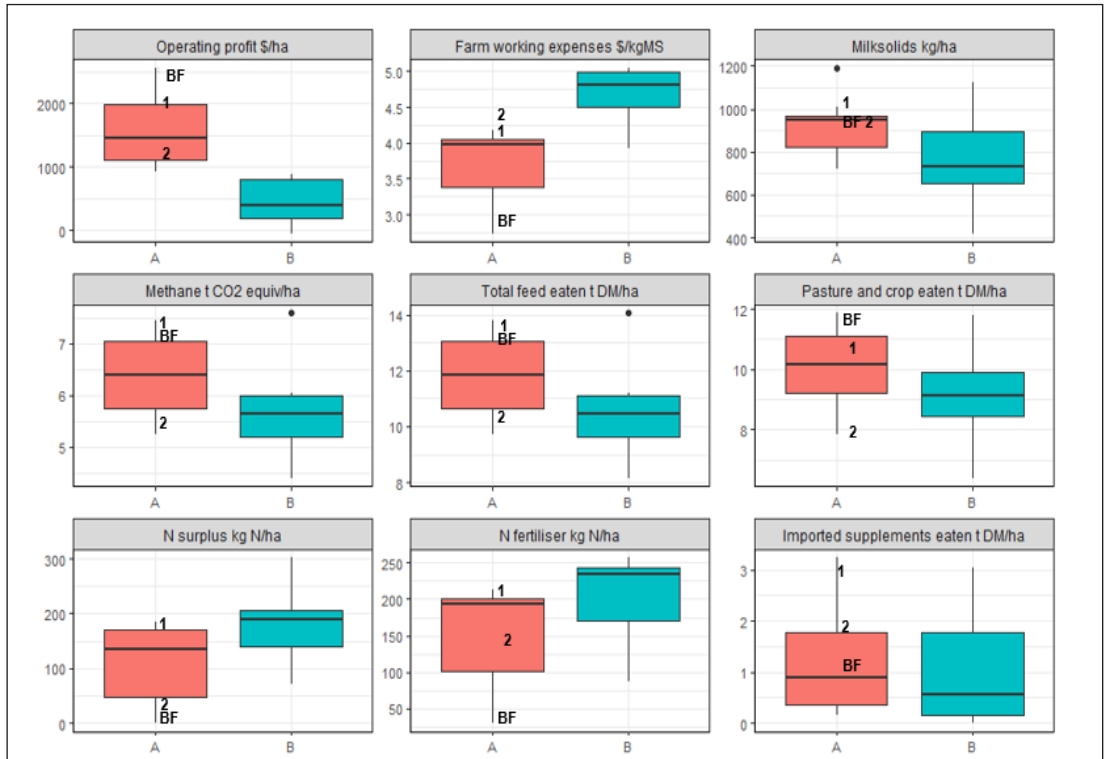 Operating profit $/ha
BF
1
2
2000
1000
0
A B
Farm working expenses $/kgMS
5.0
4.5
4.0
3.5
3.0
2
1
BF
A B
Milksolids kg/ha
1200
1000
800
600
400
1
BF 2
A B
Methane t CO2 equiv/ha
7
6
5
1
BF
2
A B
Total feed eaten t DM/ha
14
12
10
8
1
BF
2
A B
Pasture and crop eaten t DM/ha
12
10
8
BF
1
2
A B
N surplus kg N/ha
300
200
100
0
1
2
BF
A B
N fertiliser kg N/ha
250
200
150
100
50
1
2
BF
A B
Imported supplements eaten t DM/ha
3
2
1
0
1
2
BF
A B